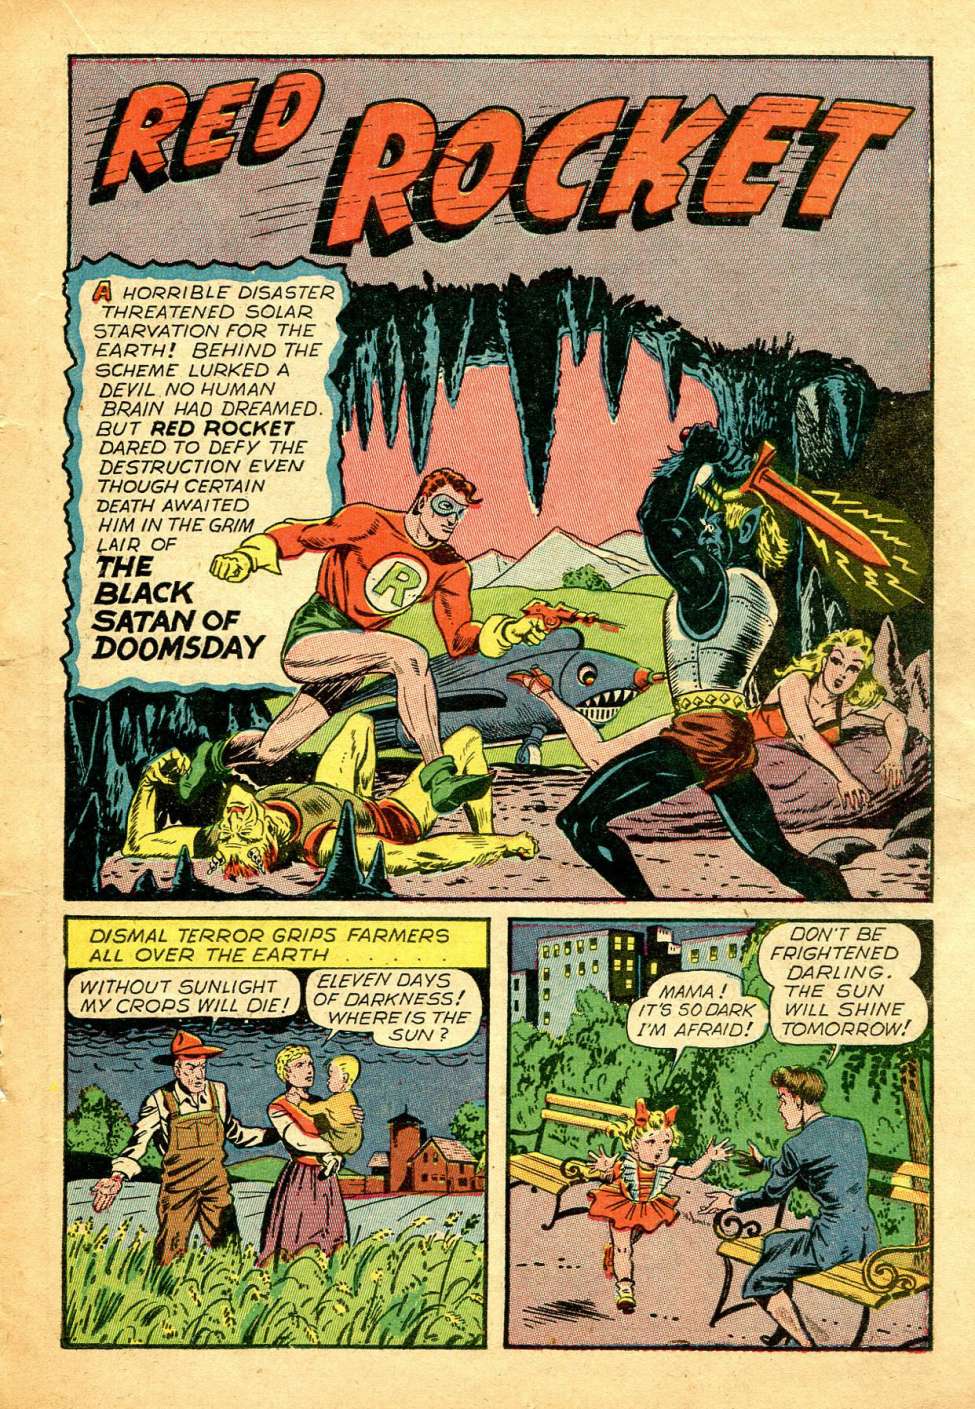 RED
ROCKET
A HORRIBLE DISASTER
THREATENED SOLAR
STARVATION FOR THE
EARTH! BEHIND THE
SCHEME LURKED A
DEVIL NO HUMAN
BRAIN HAD DREAMED.
BUT RED ROCKET
DARED TO DEFY THE
DESTRUCTION EVEN
THOUGH CERTAIN
DEATH AWAITED
HIM IN THE GRIM
LAIR OF
THE
BLACK
SATAN OF
DOOMSDAY
R
DISMAL TERROR GRIPS FARMERS
ALL OVER THE EARTH . . . . . . .
WITHOUT SUNLIGHT
MY CROPS WILL DIE!
ELEVEN DAYS
OF DARKNESS!
WHERE IS THE
SUN?
MAMA!
IT'S SO DARK
I'M AFRAID!
DON'T BE
FRIGHTENED
DARLING.
THE SUN
WILL SHINE
TOMORROW!